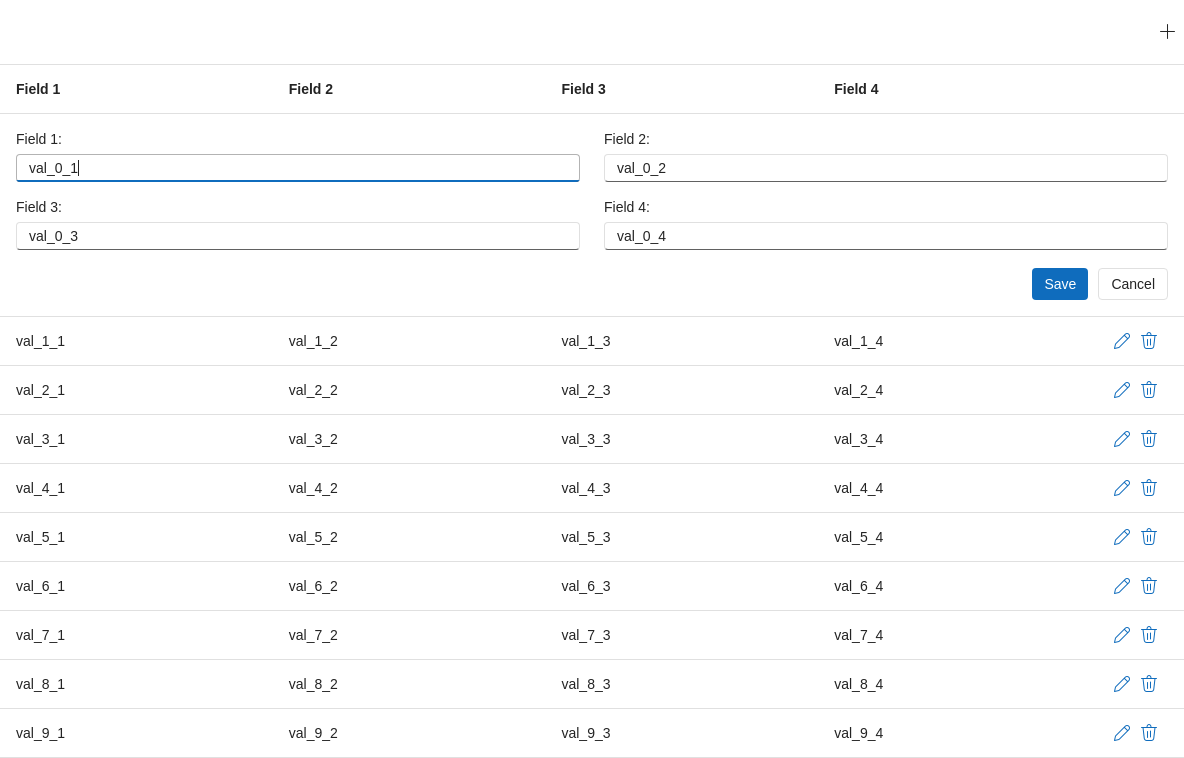 Field 1 Field 2 Field 3 Field 4
Field 1: Field 2:
val_0_1 val_0_2
Field 3: Field 4:
val_0_3 val_0_4
Save Cancel
val_1_1 val_1_2 val_1_3 val_1_4
val_2_1 val_2_2 val_2_3 val_2_4
val_3_1 val_3_2 val_3_3 val_3_4
val_4_1 val_4_2 val_4_3 val_4_4
val_5_1 val_5_2 val_5_3 val_5_4
val_6_1 val_6_2 val_6_3 val_6_4
val_7_1 val_7_2 val_7_3 val_7_4
val_8_1 val_8_2 val_8_3 val_8_4
val_9_1 val_9_2 val_9_3 val_9_4